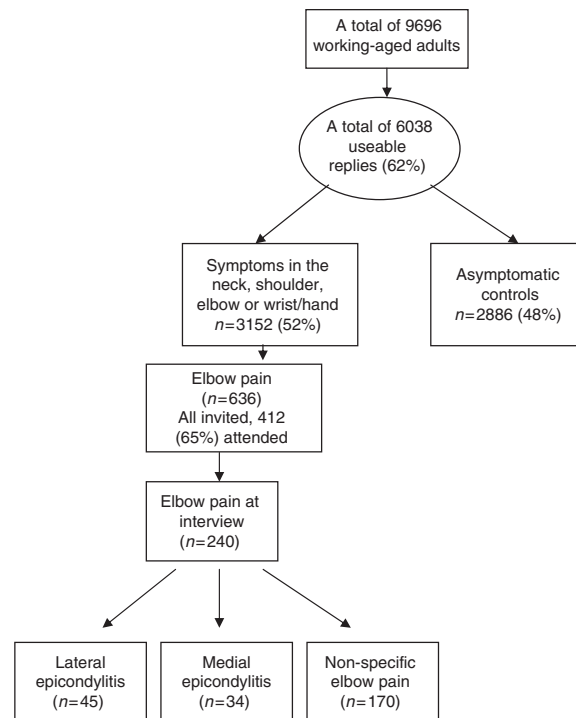 A total of 9696
working-aged adults
A total of 6038
useable
replies (62%)
Symptoms in the
neck, shoulder,
elbow or wrist/hand
n=3152 (52%)
Asymptomatic
controls
n=2886 (48%)
Elbow pain
(n=636)
All invited, 412
(65%) attended
Elbow pain at
interview
(n=240)
Lateral
epicondylitis
(n=45)
Medial
epicondylitis
(n=34)
Non-specific
elbow pain
(n=170)